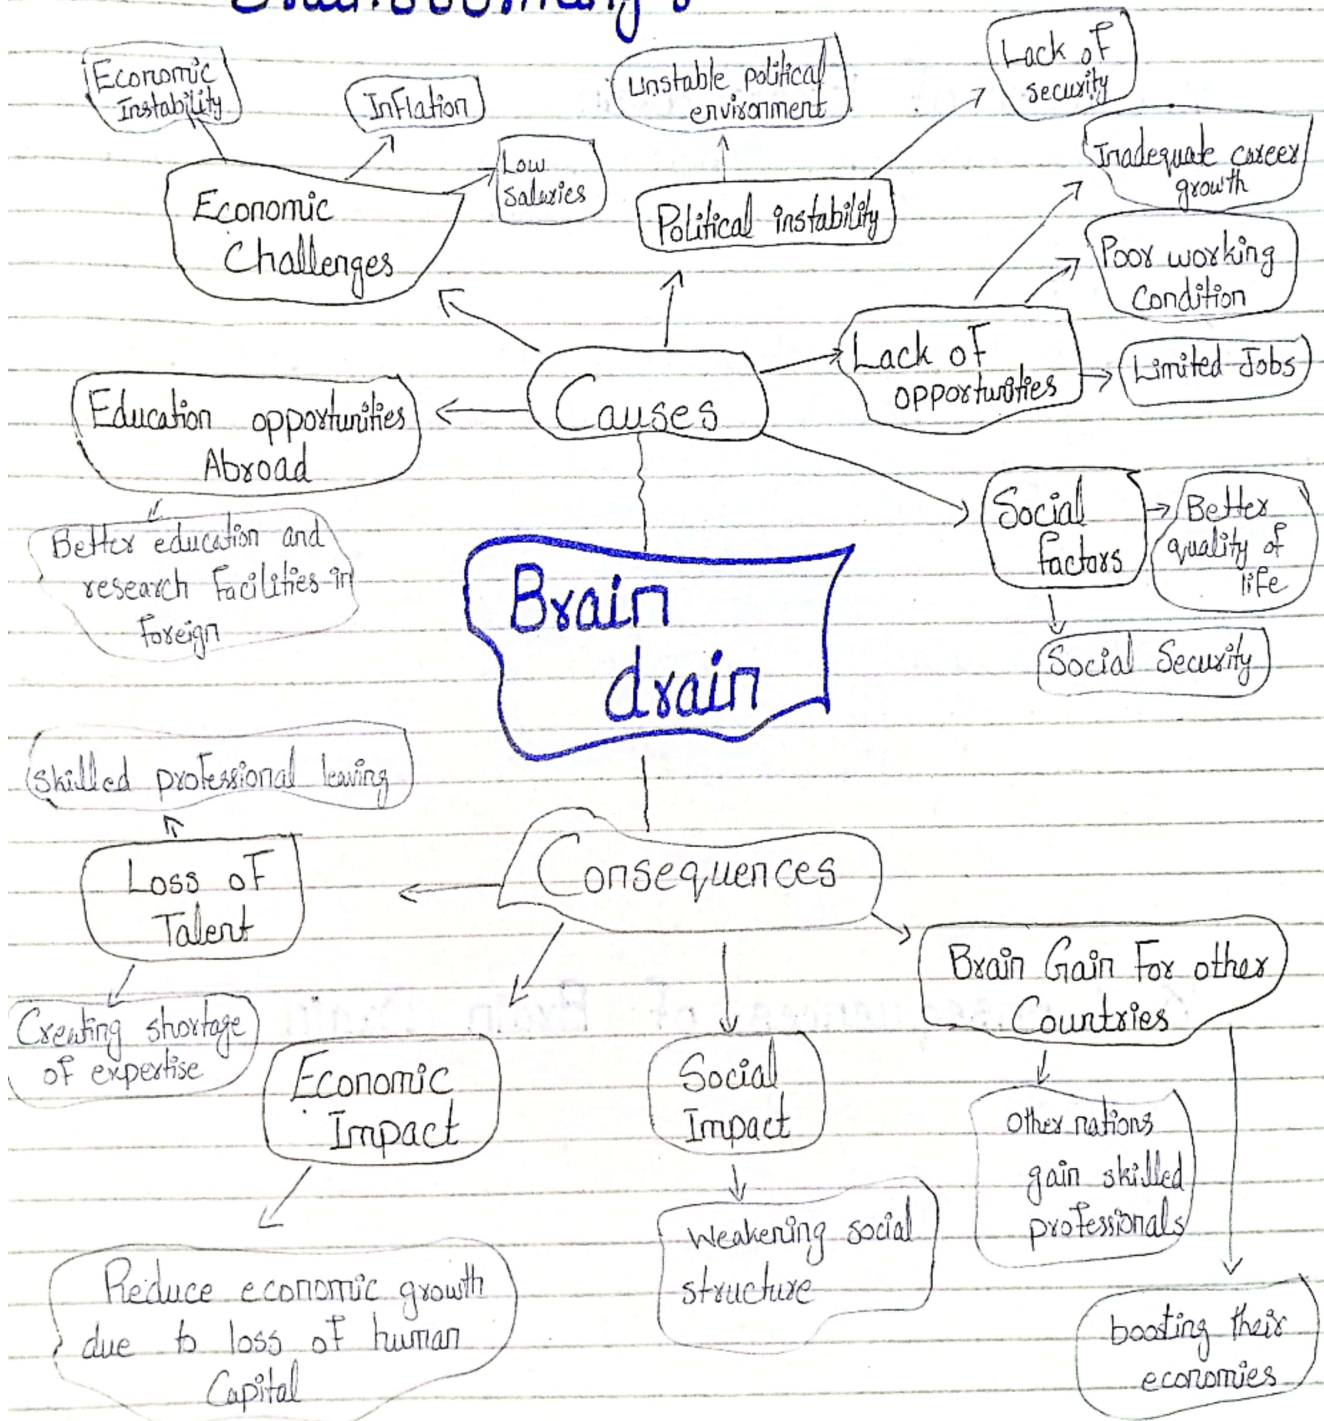 Brainstorming :
Economic
Instability
Inflation
Low
Salaries
Unstable political
environment
Lack of
security
Inadequate career
growth
Economic
Challenges
Political instability
Poor working
Condition
Lack of
opportunities
Limited Jobs
Causes
Education opportunities
Abroad
Better education and
research Facilities in
Foreign
Social
Factors
Better
quality of
life
Social Security
Brain
drain
skilled professional leaving
Loss of
Talent
Consequences
Creating shortage
of expertise
Economic
Impact
Social
Impact
Brain Gain For other
Countries
Other nations
gain skilled
professionals
Reduce economic growth
due to loss of human
Capital
Weakening social
structure
boosting their
economies